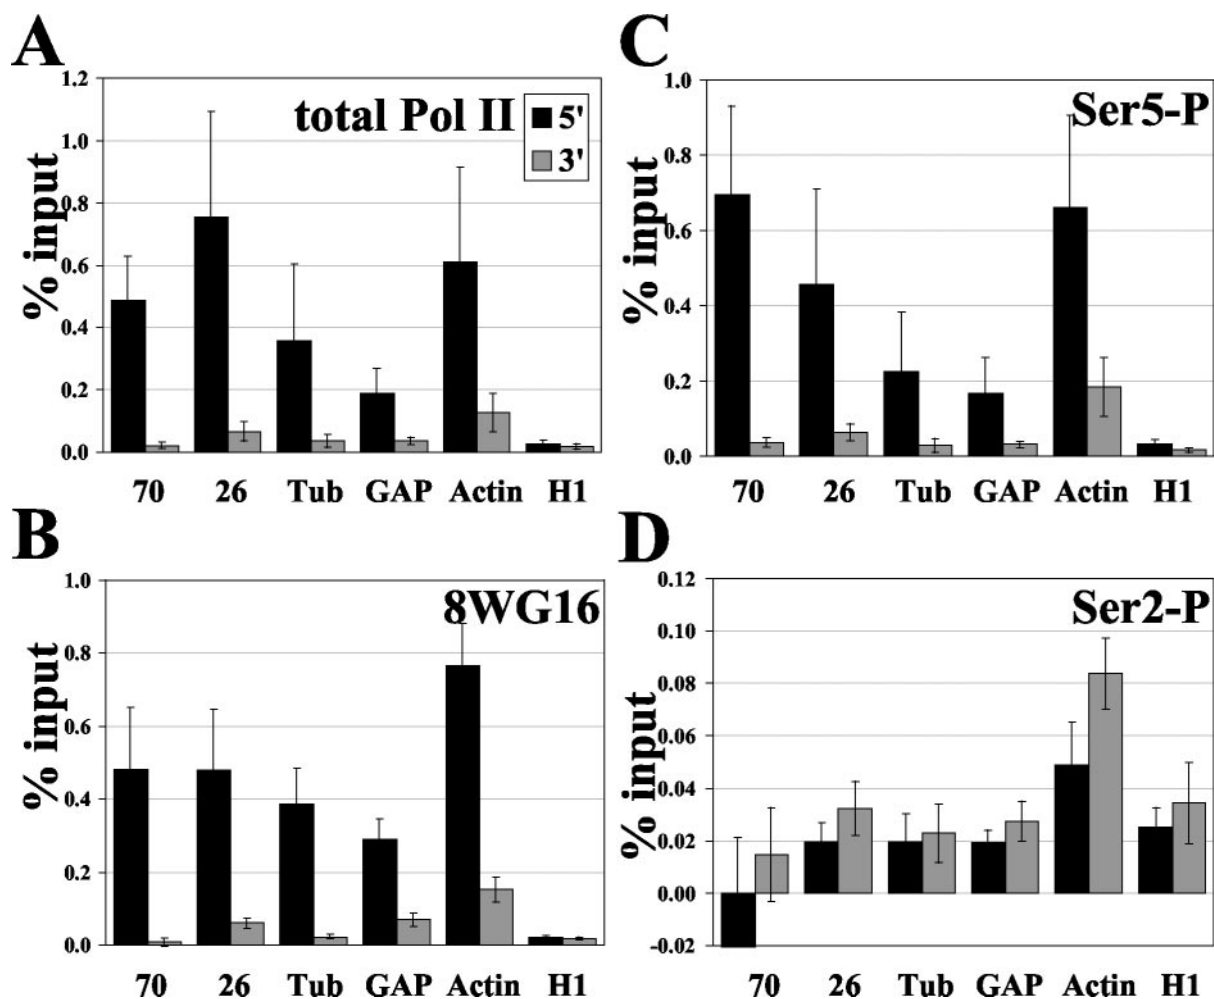 A
% input
1.2
1.0
0.8
0.6
0.4
0.2
0.0
total Pol II
5'
3'
70 26 Tub GAP Actin H1
B
% input
1.0
0.8
0.6
0.4
0.2
0.0
8WG16
70 26 Tub GAP Actin H1
C
% input
1.0
0.8
0.6
0.4
0.2
0.0
Ser5-P
70 26 Tub GAP Actin H1
D
% input
0.12
0.10
0.08
0.06
0.04
0.02
0.00
-0.02
Ser2-P
70 26 Tub GAP Actin H1